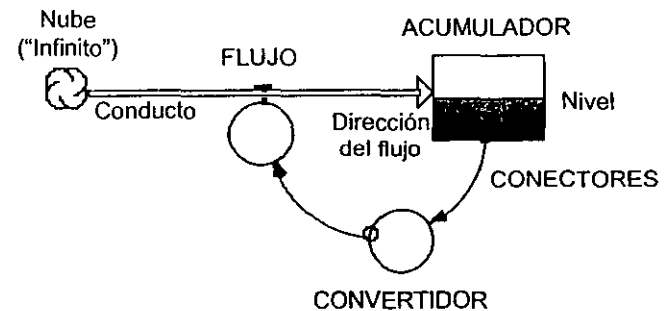 Nube
("Infinito")
FLUJO
ACUMULADOR
Conducto
Dirección
del flujo
Nivel
CONECTORES
CONVERTIDOR